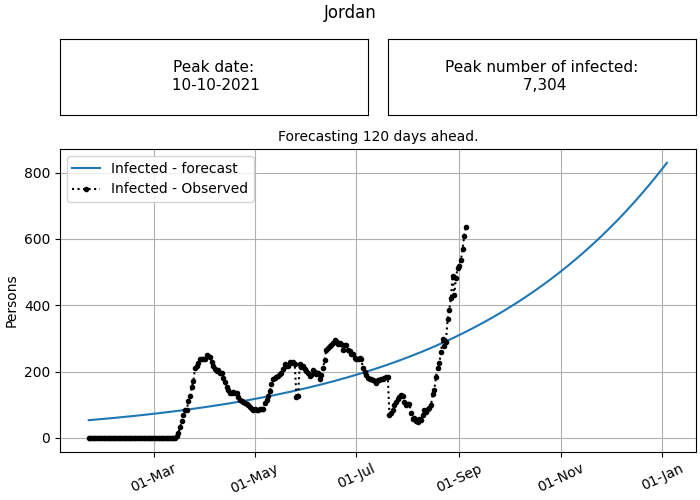 Jordan
Peak date:
10-10-2021
Peak number of infected:
7,304
Forecasting 120 days ahead.
Infected - forecast
Infected - Observed
Persons
800
600
400
200
0
01-Mar
01-May
01-Jul
01-Sep
01-Nov
01-Jan